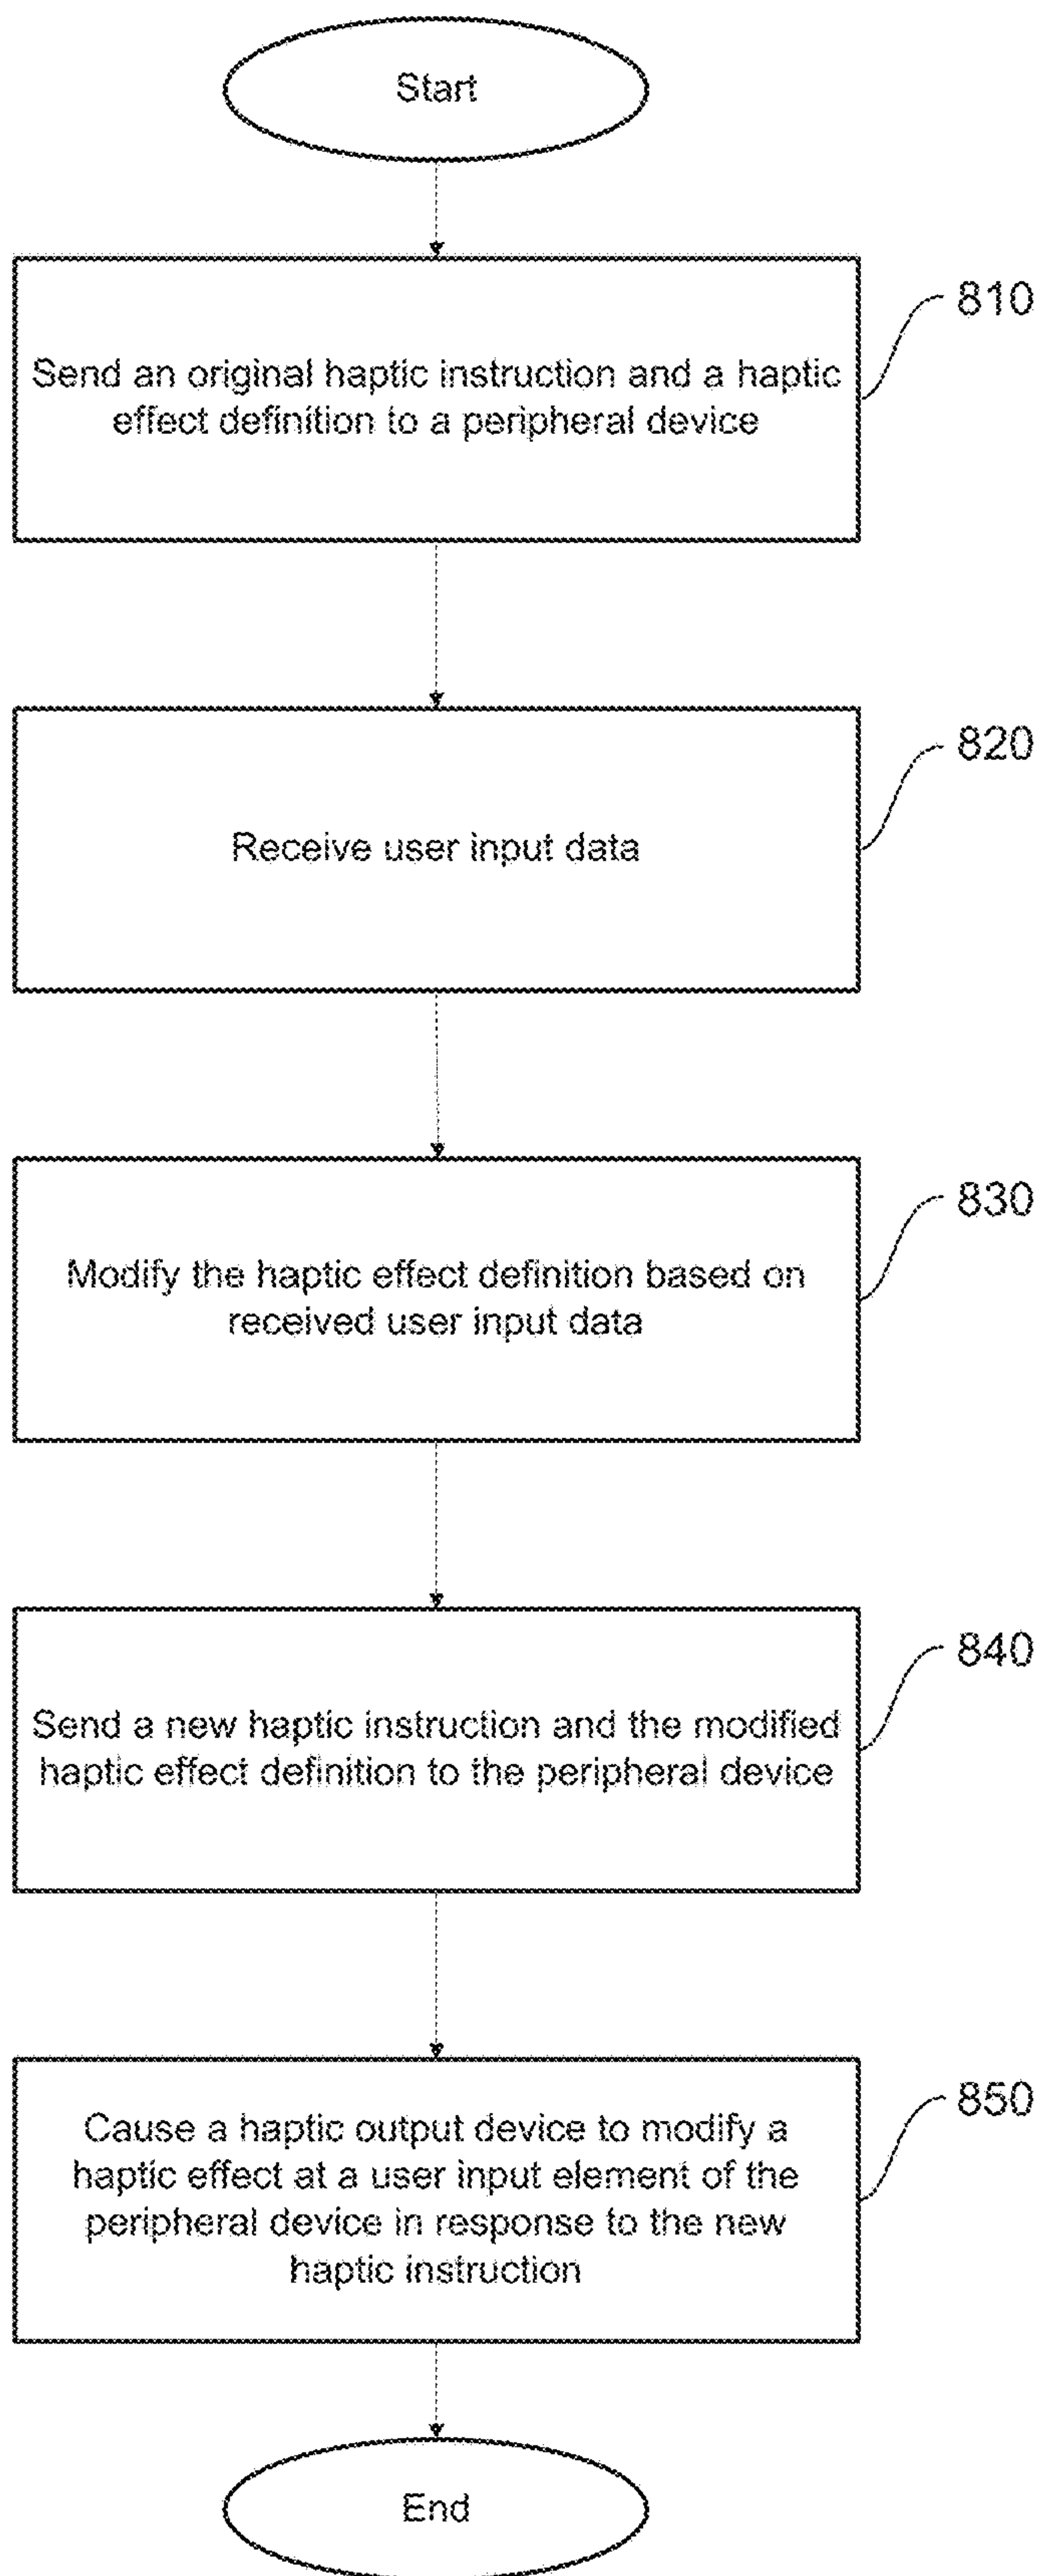 Start
810
Send an original haptic instruction and a haptic
effect definition to a peripheral device
820
Receive user input data
830
Modify the haptic effect definition based on
received user input data
840
Send a new haptic instruction and the modified
haptic effect definition to the peripheral device
850
Cause a haptic output device to modify a
haptic effect at a user input element of the
peripheral device in response to the new
haptic instruction
End